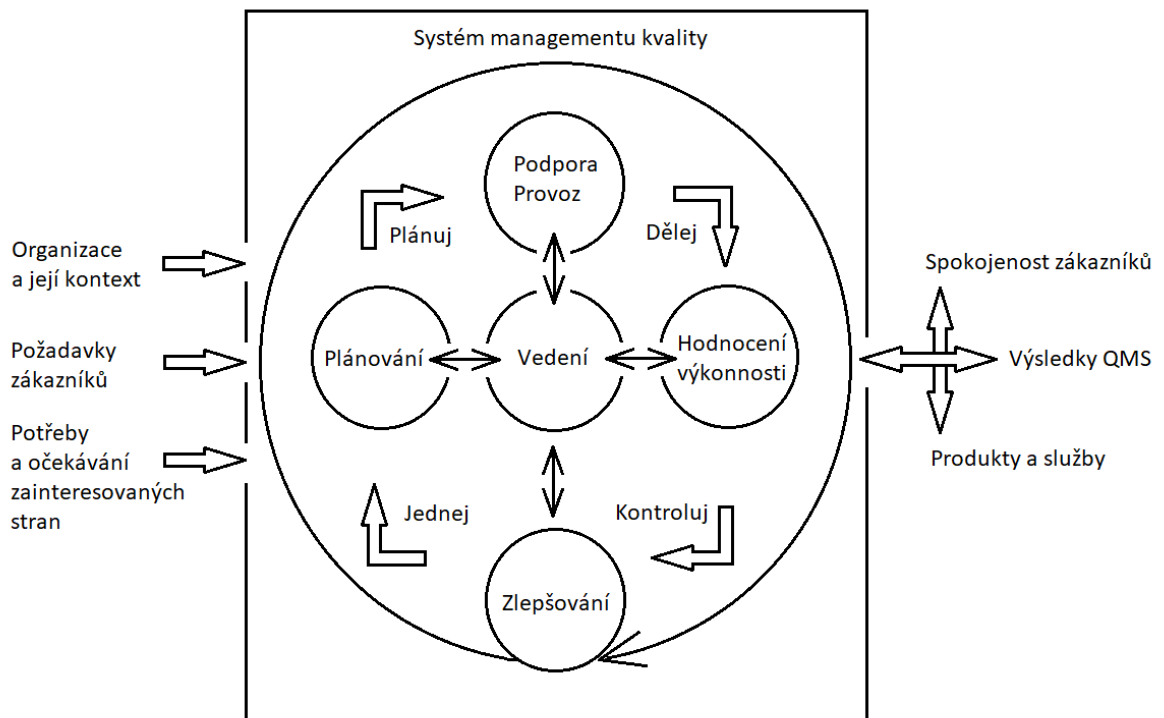 Systém managementu kvality
Organizace
a její kontext
Požadavky
zákazníků
Potřeby
a očekávání
zainteresovaných
stran
Podpora
Provoz
Plánuj
Dělej
Plánování
Vedení
Hodnocení
výkonnosti
Jednej
Kontroluj
Zlepšování
Spokojenost zákazníků
Výsledky QMS
Produkty a služby